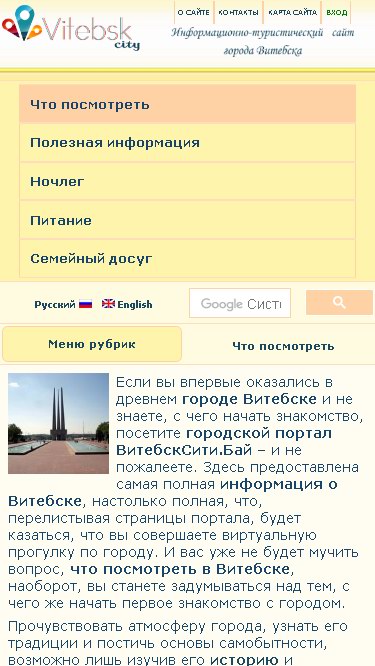 Vitebsk
city
О САЙТЕ КОНТАКТЫ КАРТА САЙТА ВХОД
Информационно-туристический сайт
города Витебска
Что посмотреть
Полезная информация
Ночлег
Питание
Семейный досуг
Русский English Google Систе
Меню рубрик Что посмотреть
Если вы впервые оказались в
древнем городе Витебске и не
знаете, с чего начать знакомство,
посетите городской портал
ВитебскСити.Бай – и не
пожалеете. Здесь предоставлена
самая полная информация о
Витебске, настолько полная, что,
перелистывая страницы портала, будет
казаться, что вы совершаете виртуальную
прогулку по городу. И вас уже не будет мучить
вопрос, что посмотреть в Витебске,
наоборот, вы станете задумываться над тем, с
чего же начать первое знакомство с городом.
Прочувствовать атмосферу города, узнать его
традиции и постичь основы самобытности,
возможно лишь изучив его историю и